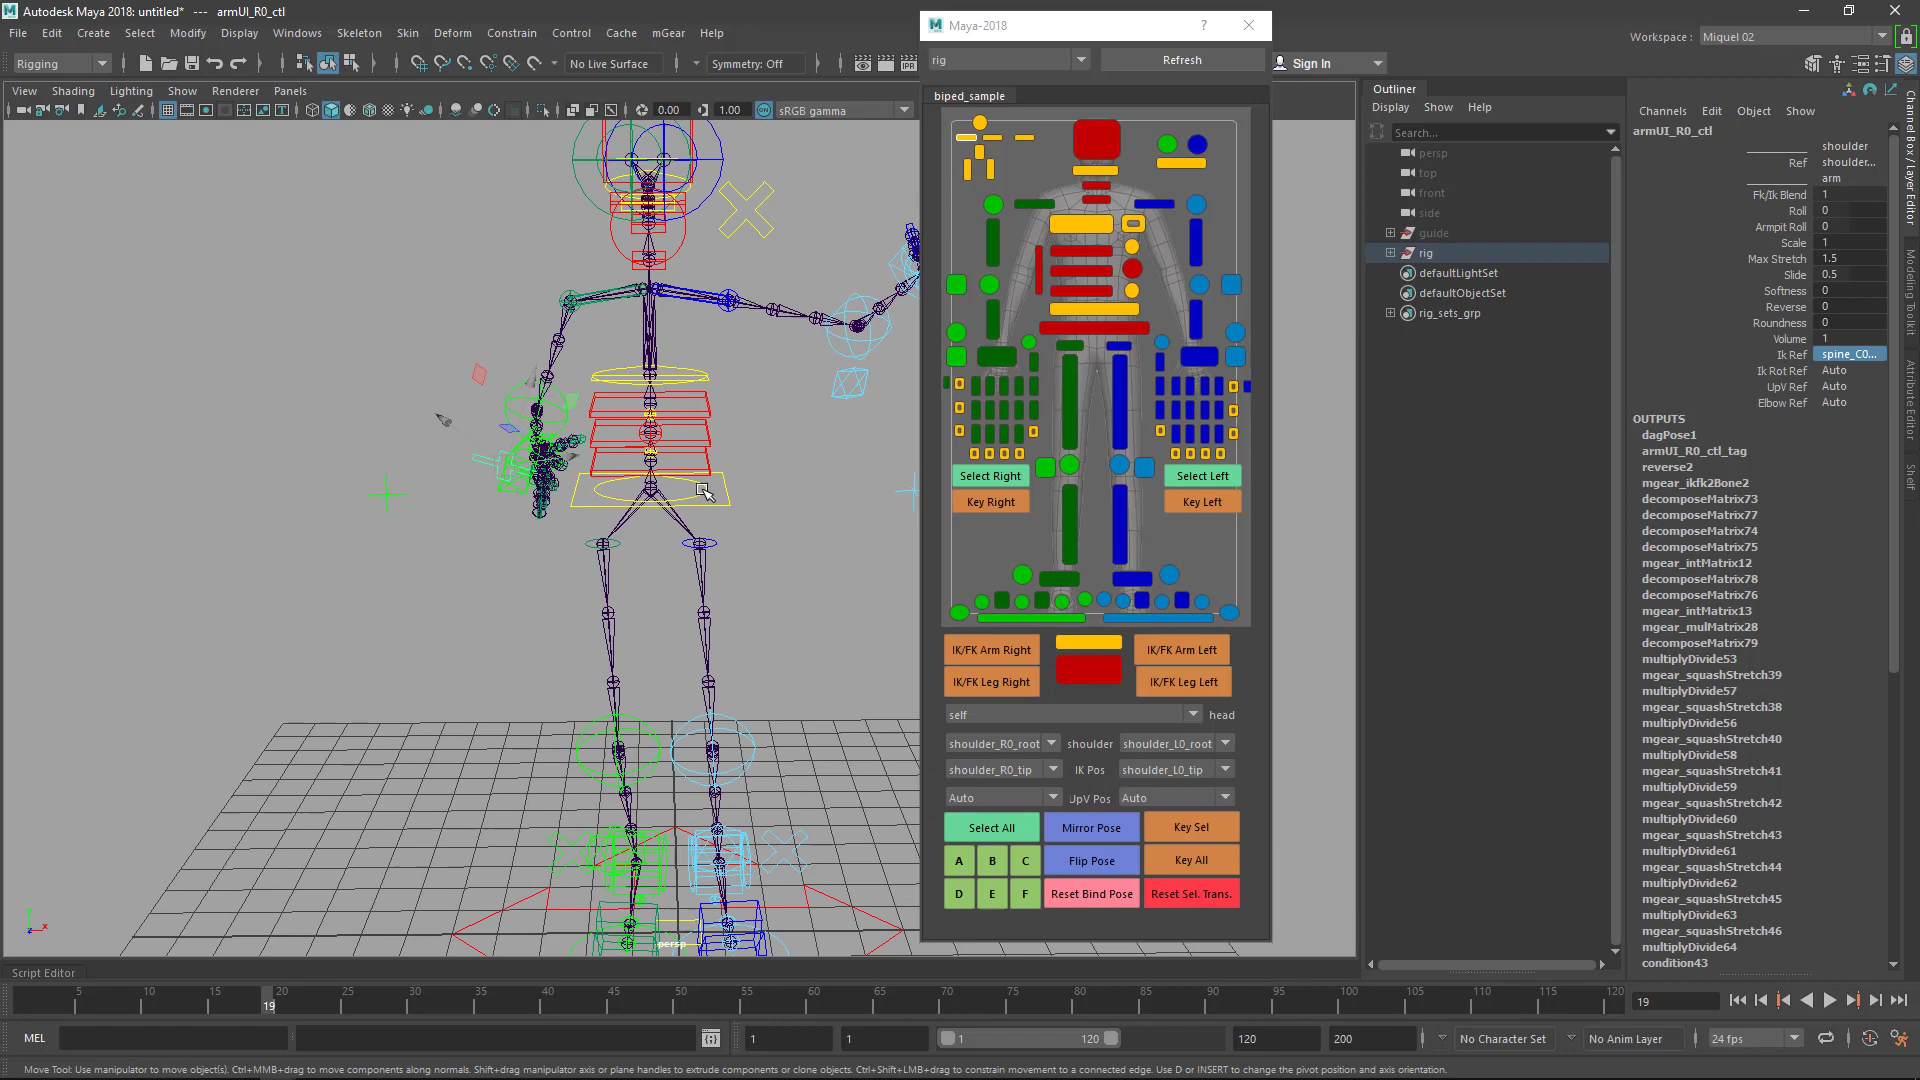 Autodesk Maya 2018: untitled* --- armUI_R0_ctl
File Edit Create Select Modify Display Windows Skeleton Skin Deform Constrain Control Cache mGear Help
Workspace : Miquel 02
Rigging
No Live Surface
Symmetry: Off
Sign In
View Shading Lighting Show Renderer Panels
0.00
1.00
sRGB gamma
persp
Maya-2018
?
rig
Refresh
biped_sample
Select Right
Select Left
Key Right
Key Left
IK/FK Arm Right
IK/FK Arm Left
IK/FK Leg Right
IK/FK Leg Left
self
head
shoulder_R0_root shoulder shoulder_L0_root
shoulder_R0_tip IK Pos shoulder_L0_tip
Auto UpV Pos Auto
Select All Mirror Pose Key Sel
A B C Flip Pose Key All
D E F Reset Bind Pose Reset Sel. Trans.
Outliner
Display Show Help
Search...
persp
top
front
side
guide
rig
defaultLightSet
defaultObjectSet
rig_sets_grp
Channels Edit Object Show
armUI_R0_ctl
shoulder
Ref shoulder...
arm
Fk/Ik Blend 1
Roll 0
Armpit Roll 0
Scale 1
Max Stretch 1.5
Slide 0.5
Softness 0
Reverse 0
Roundness 0
Volume 1
Ik Ref spine_C0...
Ik Rot Ref Auto
UpV Ref Auto
Elbow Ref Auto
OUTPUTS
dagPose1
armUI_R0_ctl_tag
reverse2
mgear_ikfk2Bone2
decomposeMatrix73
decomposeMatrix77
decomposeMatrix74
decomposeMatrix75
mgear_intMatrix12
decomposeMatrix78
decomposeMatrix76
mgear_intMatrix13
mgear_mulMatrix28
decomposeMatrix79
multiplyDivide53
mgear_squashStretch39
multiplyDivide57
mgear_squashStretch38
multiplyDivide56
mgear_squashStretch40
multiplyDivide58
mgear_squashStretch41
multiplyDivide59
mgear_squashStretch42
multiplyDivide60
mgear_squashStretch43
multiplyDivide61
mgear_squashStretch44
multiplyDivide62
mgear_squashStretch45
multiplyDivide63
mgear_squashStretch46
multiplyDivide64
condition43
Channel Box / Layer Editor
Modeling Toolkit
Attribute Editor
Shelf
Script Editor
5 10 15 20 25 30 35 40 45 50 55 60 65 70 75 80 85 90 95 100 105 110 115 120
19
19
MEL
1
1
1
120
120
200
No Character Set
No Anim Layer
24 fps
Move Tool: Use manipulator to move object(s). Ctrl+MMB+drag to move components along normals. Shift+drag manipulator axis or plane handles to extrude components or clone objects. Ctrl+Shift+LMB+drag to constrain movement to a connected edge. Use D or INSERT to change the pivot position and axis orientation.